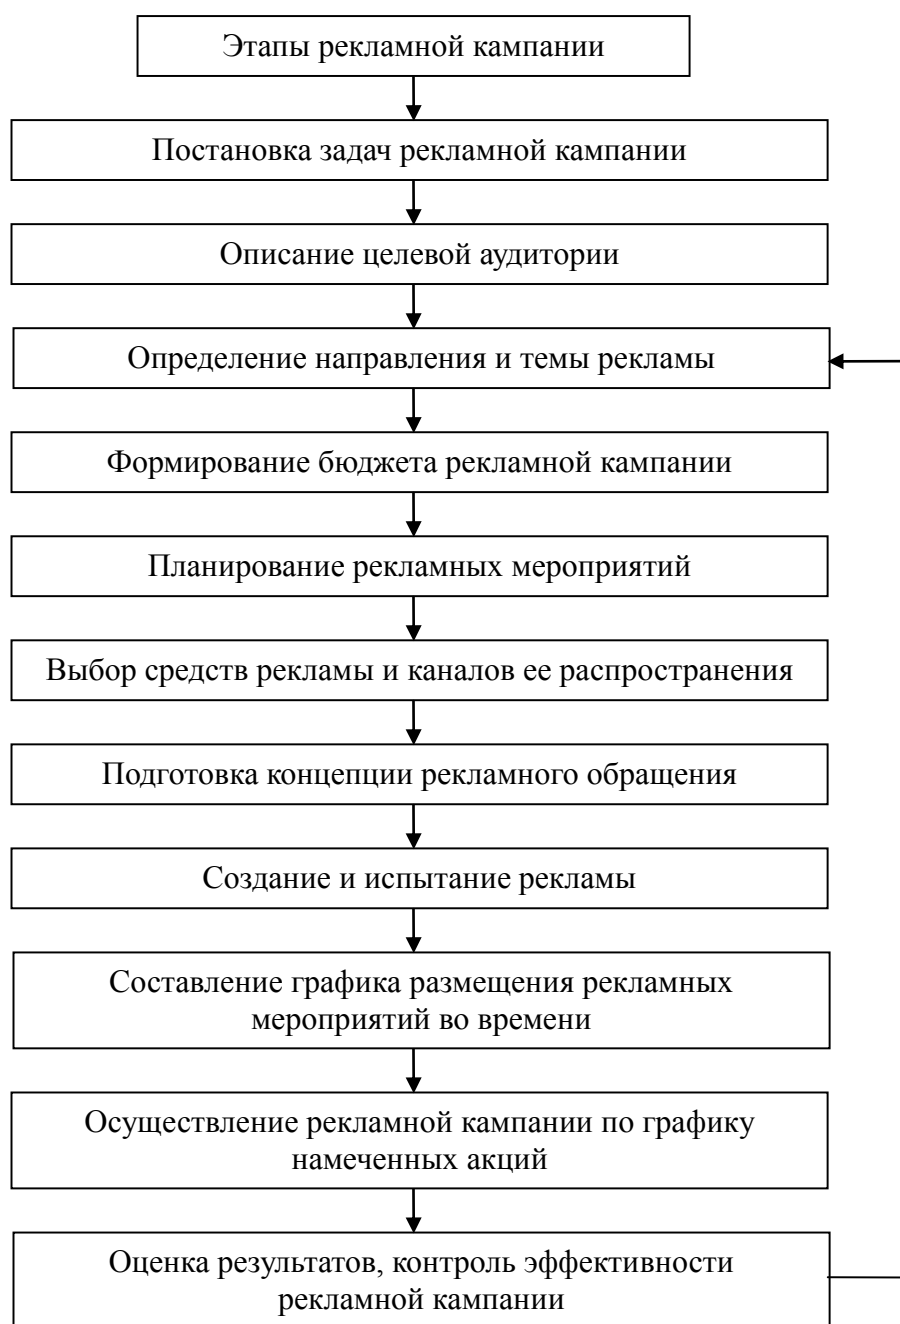 Этапы рекламной кампании
Постановка задач рекламной кампании
Описание целевой аудитории
Определение направления и темы рекламы
Формирование бюджета рекламной кампании
Планирование рекламных мероприятий
Выбор средств рекламы и каналов ее распространения
Подготовка концепции рекламного обращения
Создание и испытание рекламы
Составление графика размещения рекламных
мероприятий во времени
Осуществление рекламной кампании по графику
намеченных акций
Оценка результатов, контроль эффективности
рекламной кампании